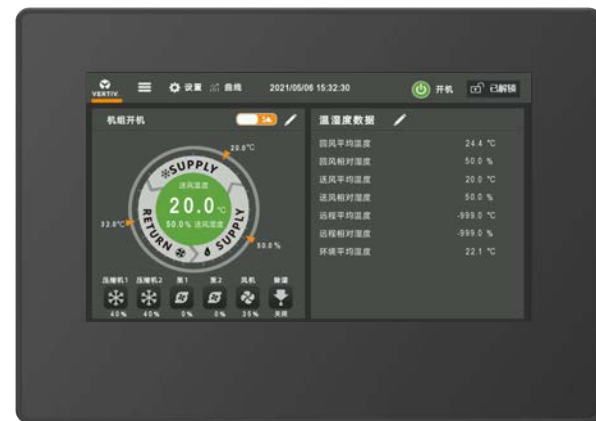 VERTIV. 设置 曲线 2021/05/06 15:32:30 开机 已解锁
机组开机
温湿度数据
20.0℃
SUPPLY
送风温度
20.0 ℃
50.0 % 送风湿度
32.0℃
RETURN
SUPPLY
50.0 %
压缩机1 压缩机2 泵1 泵2 风机 除湿
40% 40% 0% 0% 35% 关闭
回风平均温度 24.4 ℃
回风相对湿度 50.0 %
送风平均温度 20.0 ℃
送风相对湿度 50.0 %
远程平均温度 -999.0 ℃
远程相对湿度 -999.0 %
环境平均温度 22.1 ℃